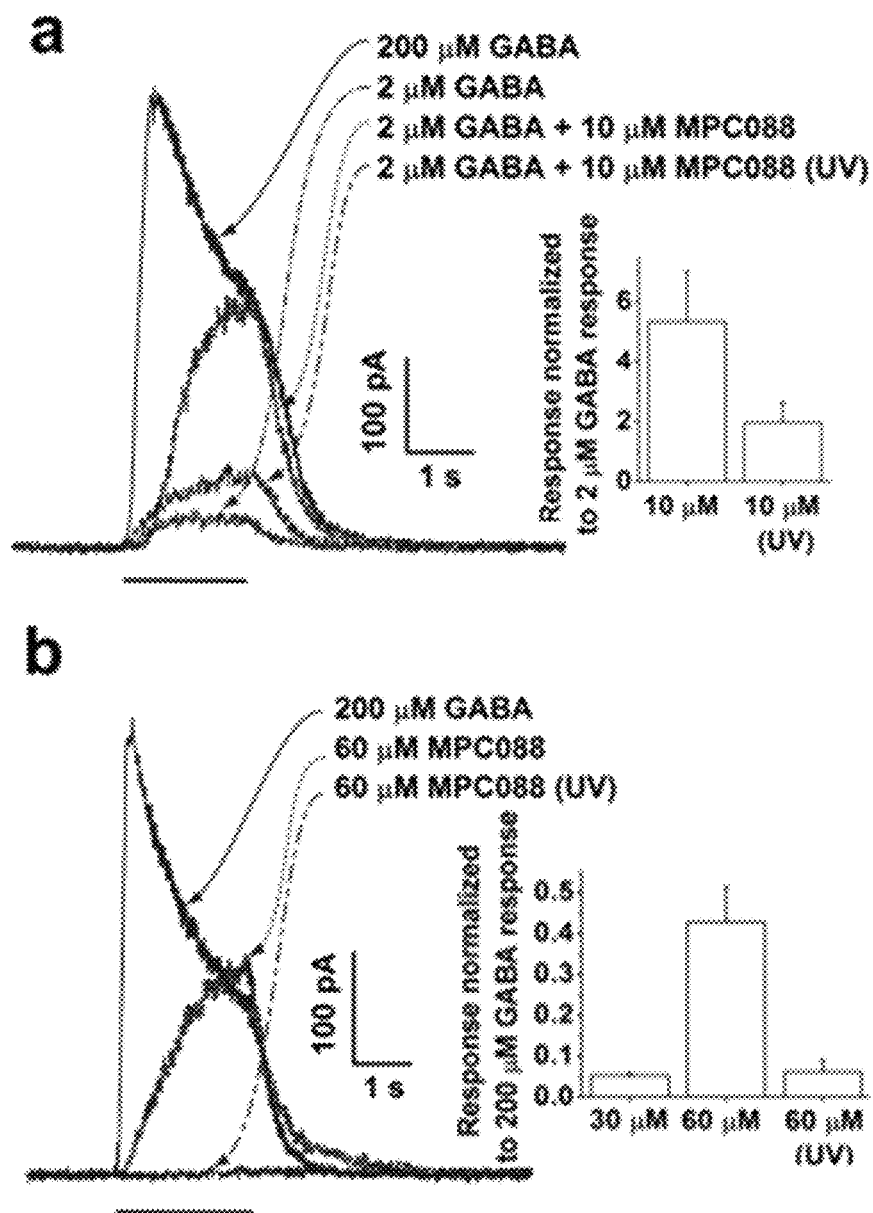 a
200 μM GABA
2 μM GABA
2 μM GABA + 10 μM MPC088
2 μM GABA + 10 μM MPC088 (UV)
Response normalized
to 2 μM GABA response
6
4
2
0
10 μM
10 μM
(UV)
100 pA
1 s
b
200 μM GABA
60 μM MPC088
60 μM MPC088 (UV)
Response normalized
to 200 μM GABA response
0.5
0.4
0.3
0.2
0.1
0.0
30 μM
60 μM
60 μM
(UV)
100 pA
1 s